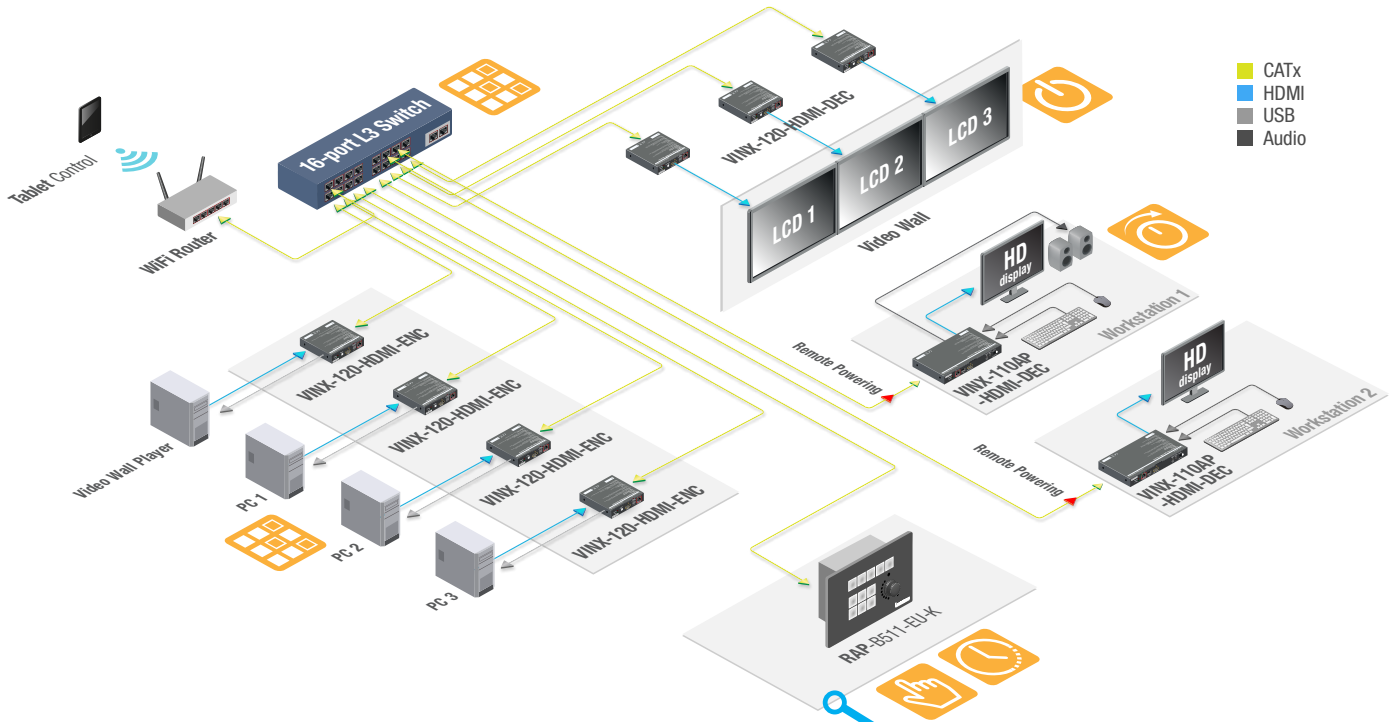 Tablet Control
WiFi Router
16-port L3 Switch
VINX-120-HDMI-DEC
LCD 1
LCD 2
LCD 3
Video Wall
CATx
HDMI
USB
Audio
HD
display
Workstation 1
Remote Powering
VINX-110AP
-HDMI-DEC
HD
display
Workstation 2
Remote Powering
VINX-110AP
-HDMI-DEC
VINX-120-HDMI-ENC
VINX-120-HDMI-ENC
VINX-120-HDMI-ENC
VINX-120-HDMI-ENC
Video Wall Player
PC 1
PC 2
PC 3
RAP-B511-EU-K